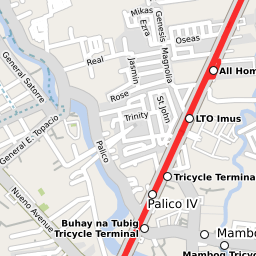 Mikas
Ezra
Genesis
Magnolia
Oseas
Real
Jasmin
All Hom
General Satorre
Rose
Trinity
St. John
LTO Imus
General E. Topacio
Palico
Tricycle Termina
Nueno Avenue
Palico IV
Buhay na Tubig
Tricycle Terminal
Mambo
Mambog Tricyc